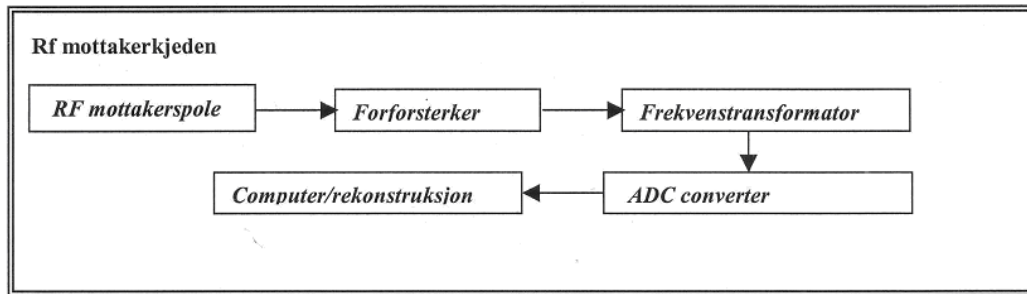 Rf mottakerkjeden
RF mottakerspole
Forforsterker
Frekvenstransformator
Computer/rekonstruksjon
ADC converter